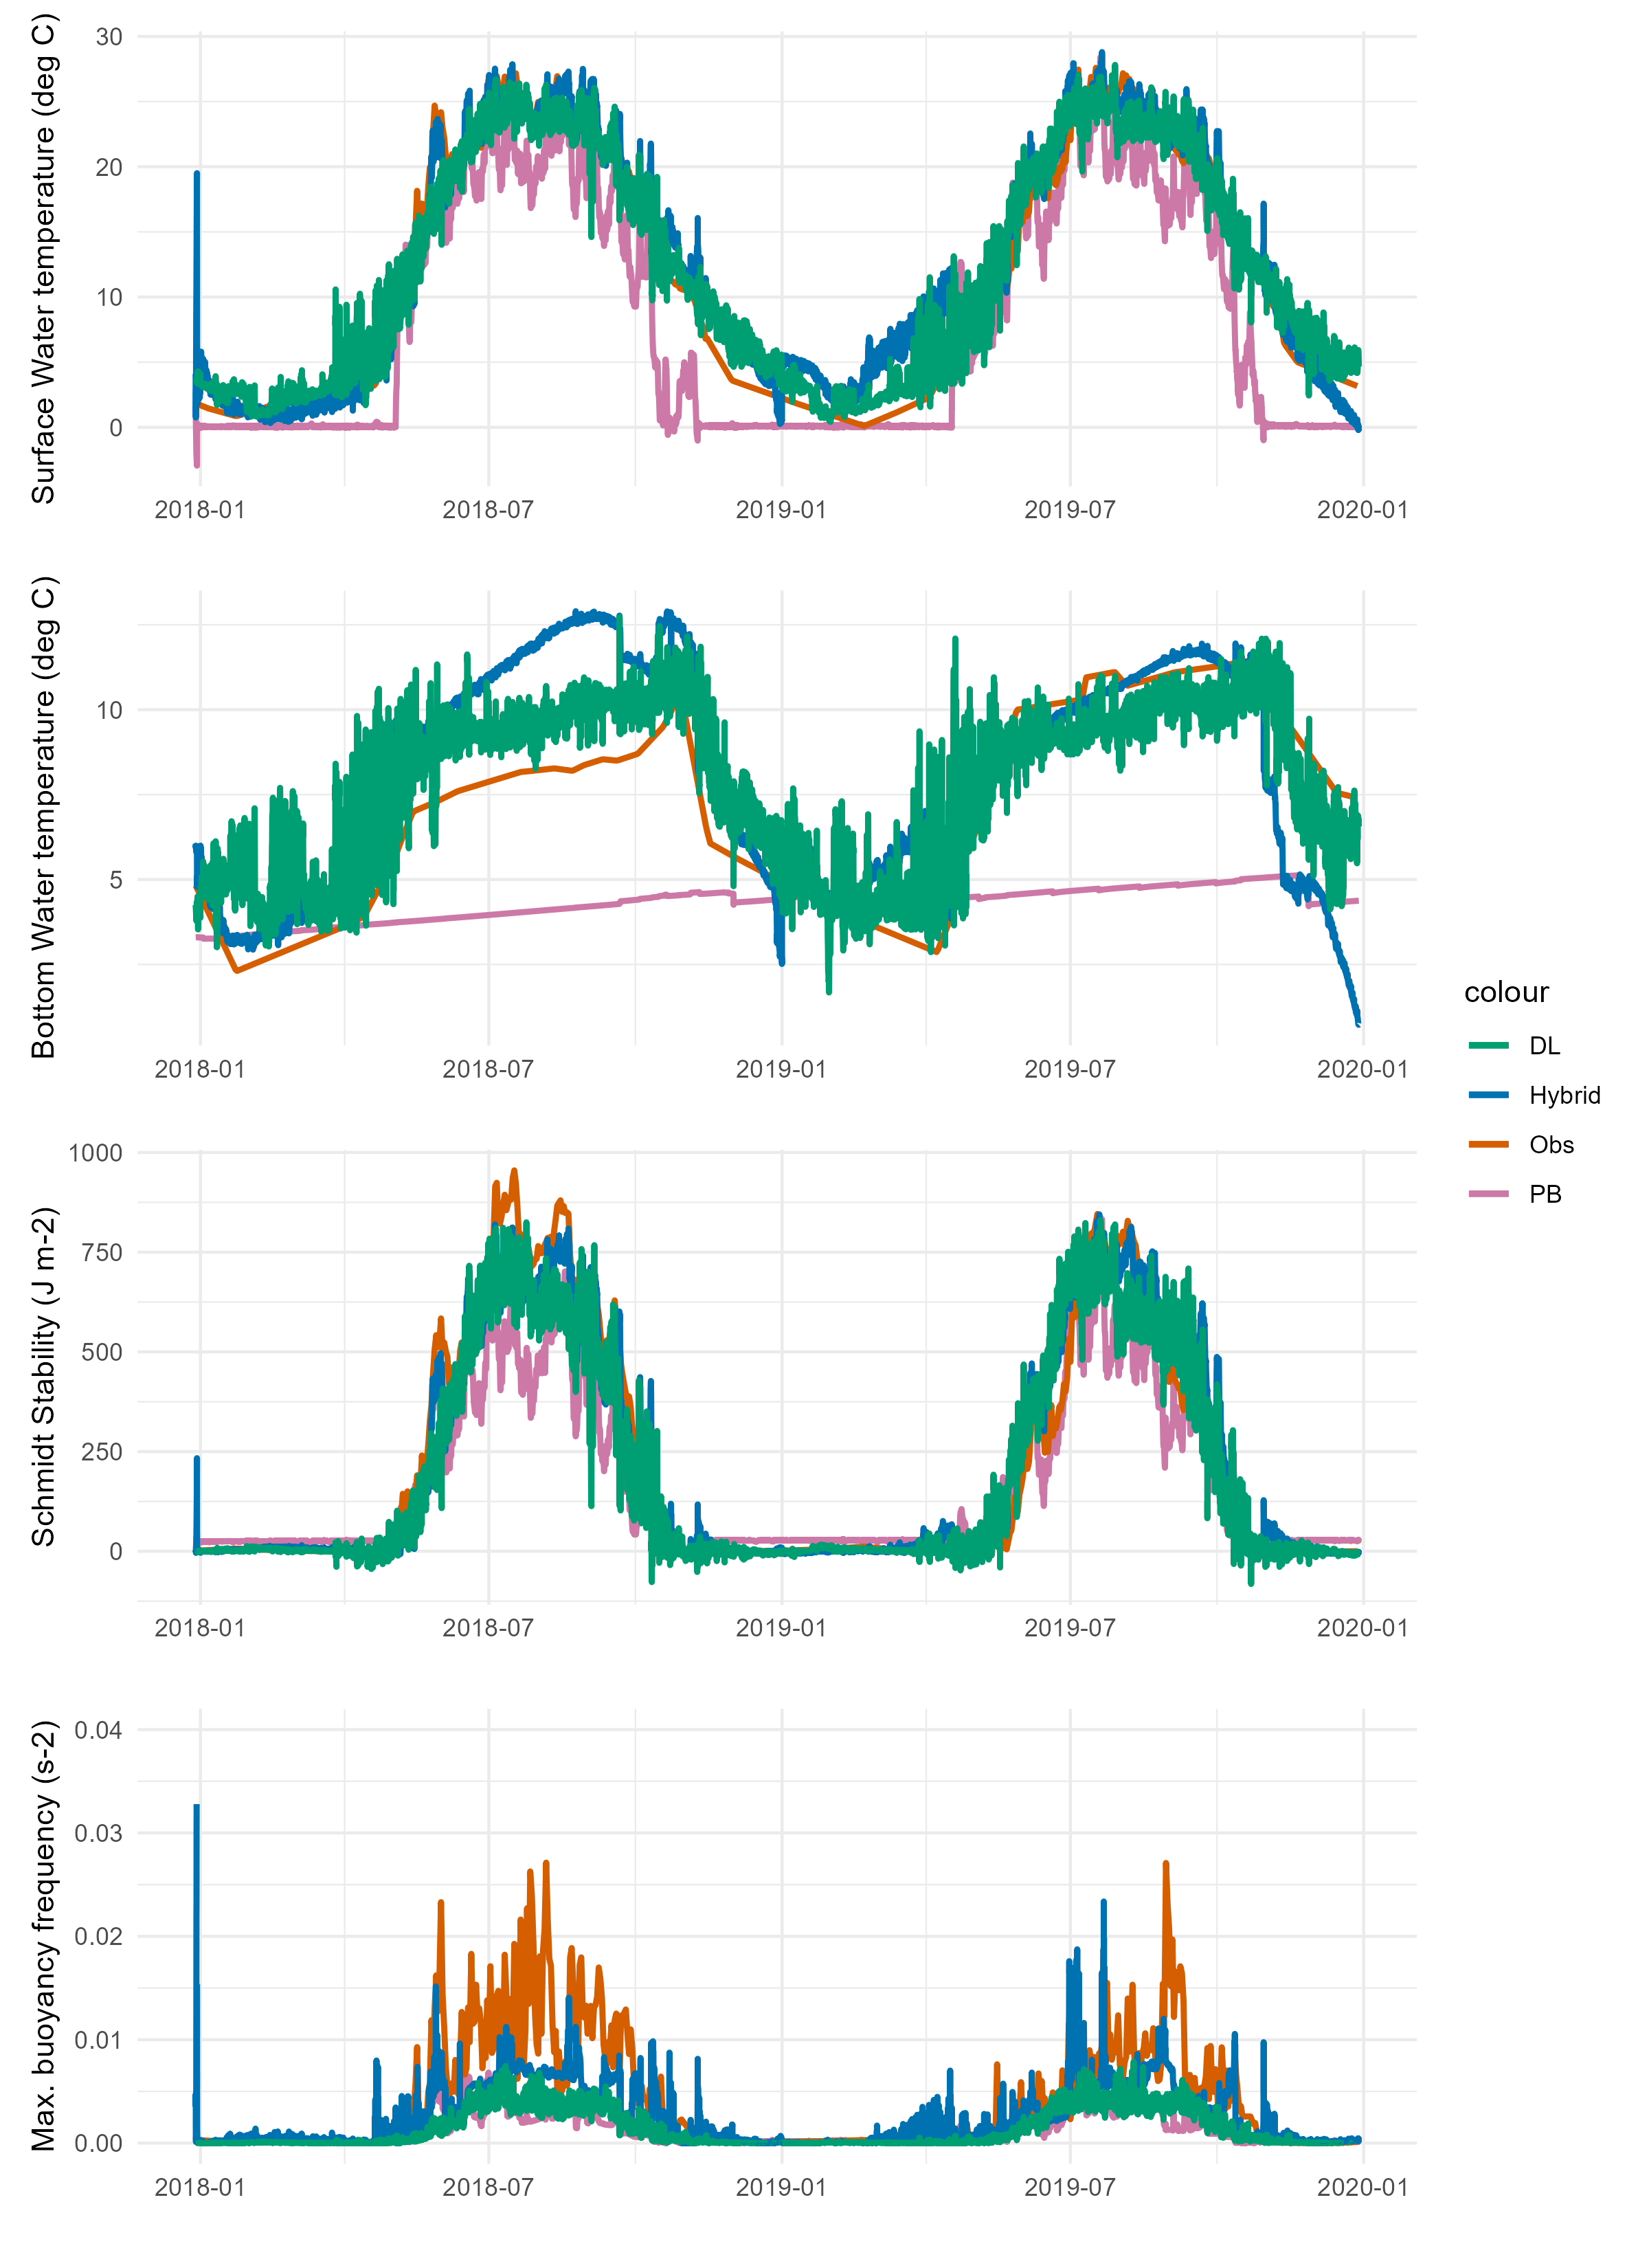 Surface Water temperature (deg C)
30
20
10
0
2018-01 2018-07 2019-01 2019-07 2020-01
Bottom Water temperature (deg C)
10
5
2018-01 2018-07 2019-01 2019-07 2020-01
colour
DL
Hybrid
Obs
PB
Schmidt Stability (J m-2)
1000
750
500
250
0
2018-01 2018-07 2019-01 2019-07 2020-01
Max. buoyancy frequency (s-2)
0.04
0.03
0.02
0.01
0.00
2018-01 2018-07 2019-01 2019-07 2020-01